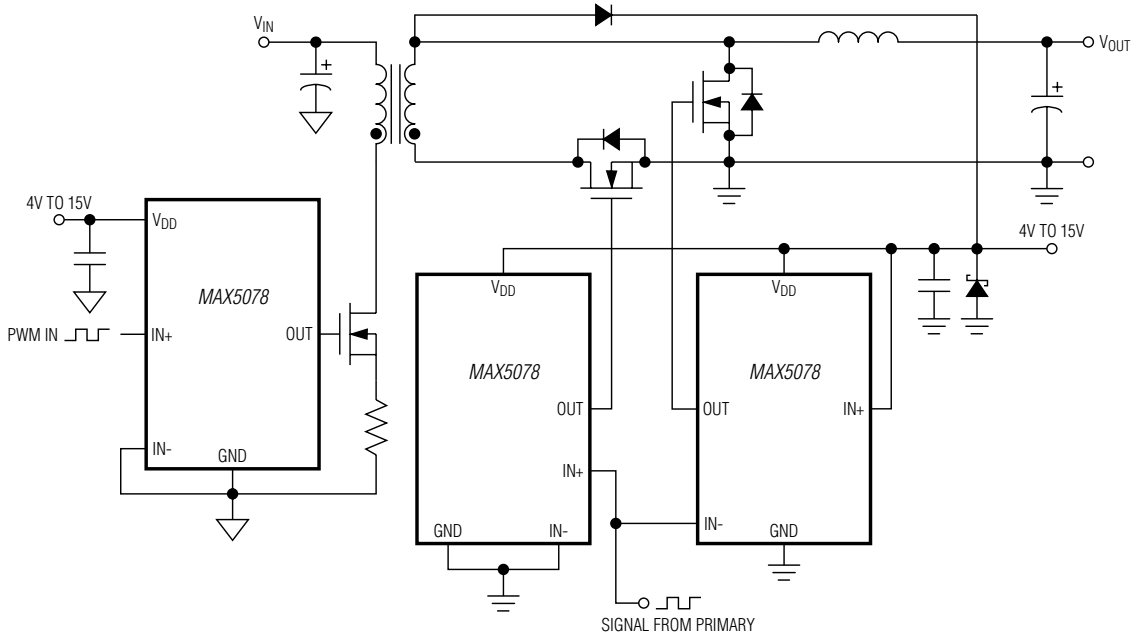 VIN
VOUT
+
+
4V TO 15V
VDD
MAX5078
PWM IN
IN+
OUT
IN-
GND
4V TO 15V
VDD
MAX5078
OUT
IN+
GND
IN-
VDD
MAX5078
OUT
IN+
IN-
GND
SIGNAL FROM PRIMARY